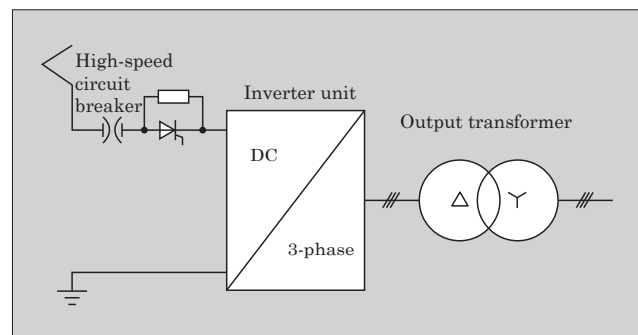 High-speed
circuit
breaker
Inverter unit
Output transformer
DC
3-phase